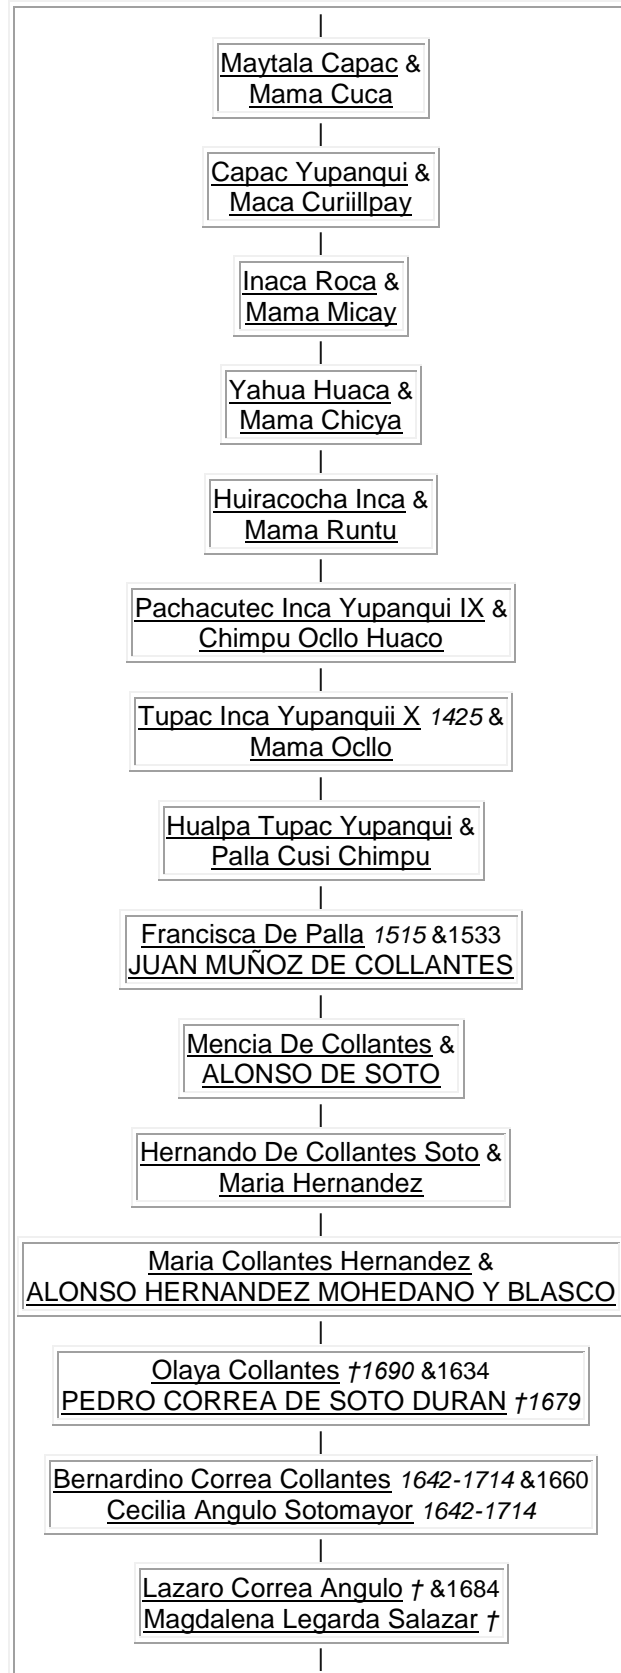 Maytala Capac &
Mama Cuca
Capac Yupanqui &
Maca Curiillpay
Inaca Roca &
Mama Micay
Yahua Huaca &
Mama Chicya
Huiracocha Inca &
Mama Runtu
Pachacutec Inca Yupanqui IX &
Chimpu Ocllo Huaco
Tupac Inca Yupanquii X 1425 &
Mama Ocllo
Hualpa Tupac Yupanqui &
Palla Cusi Chimpu
Francisca De Palla 1515 &1533
JUAN MUÑOZ DE COLLANTES
Mencia De Collantes &
ALONSO DE SOTO
Hernando De Collantes Soto &
Maria Hernandez
Maria Collantes Hernandez &
ALONSO HERNANDEZ MOHEDANO Y BLASCO
Olaya Collantes †1690 &1634
PEDRO CORREA DE SOTO DURAN †1679
Bernardino Correa Collantes 1642-1714 &1660
Cecilia Angulo Sotomayor 1642-1714
Lazaro Correa Angulo † &1684
Magdalena Legarda Salazar †